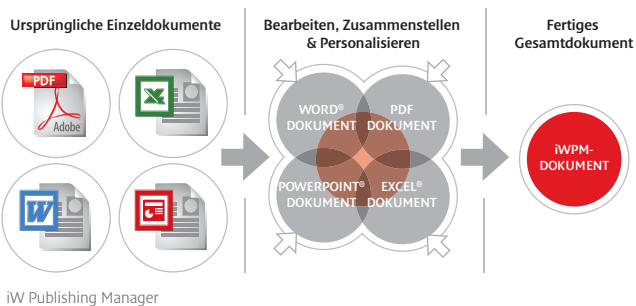 Ursprüngliche Einzeldokumente
Bearbeiten, Zusammenstellen
& Personalisieren
Fertiges
Gesamtdokument
PDF
Adobe
X
W
P
WORD®
DOKUMENT
PDF
DOKUMENT
POWERPOINT®
DOKUMENT
EXCEL®
DOKUMENT
iWPM-
DOKUMENT
iW Publishing Manager